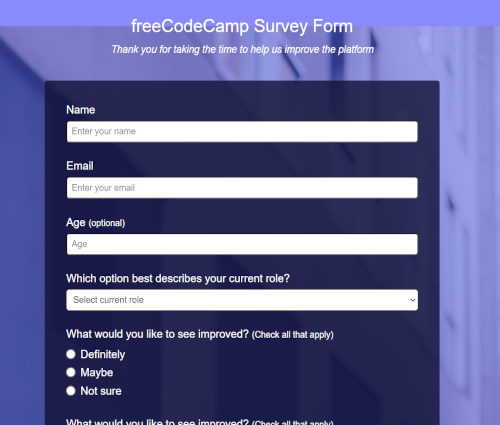 freeCodeCamp Survey Form
Thank you for taking the time to help us improve the platform
Name
Enter your name
Email
Enter your email
Age (optional)
Age
Which option best describes your current role?
Select current role
What would you like to see improved? (Check all that apply)
Definitely
Maybe
Not sure
What would you like to see improved? (Check all that apply)